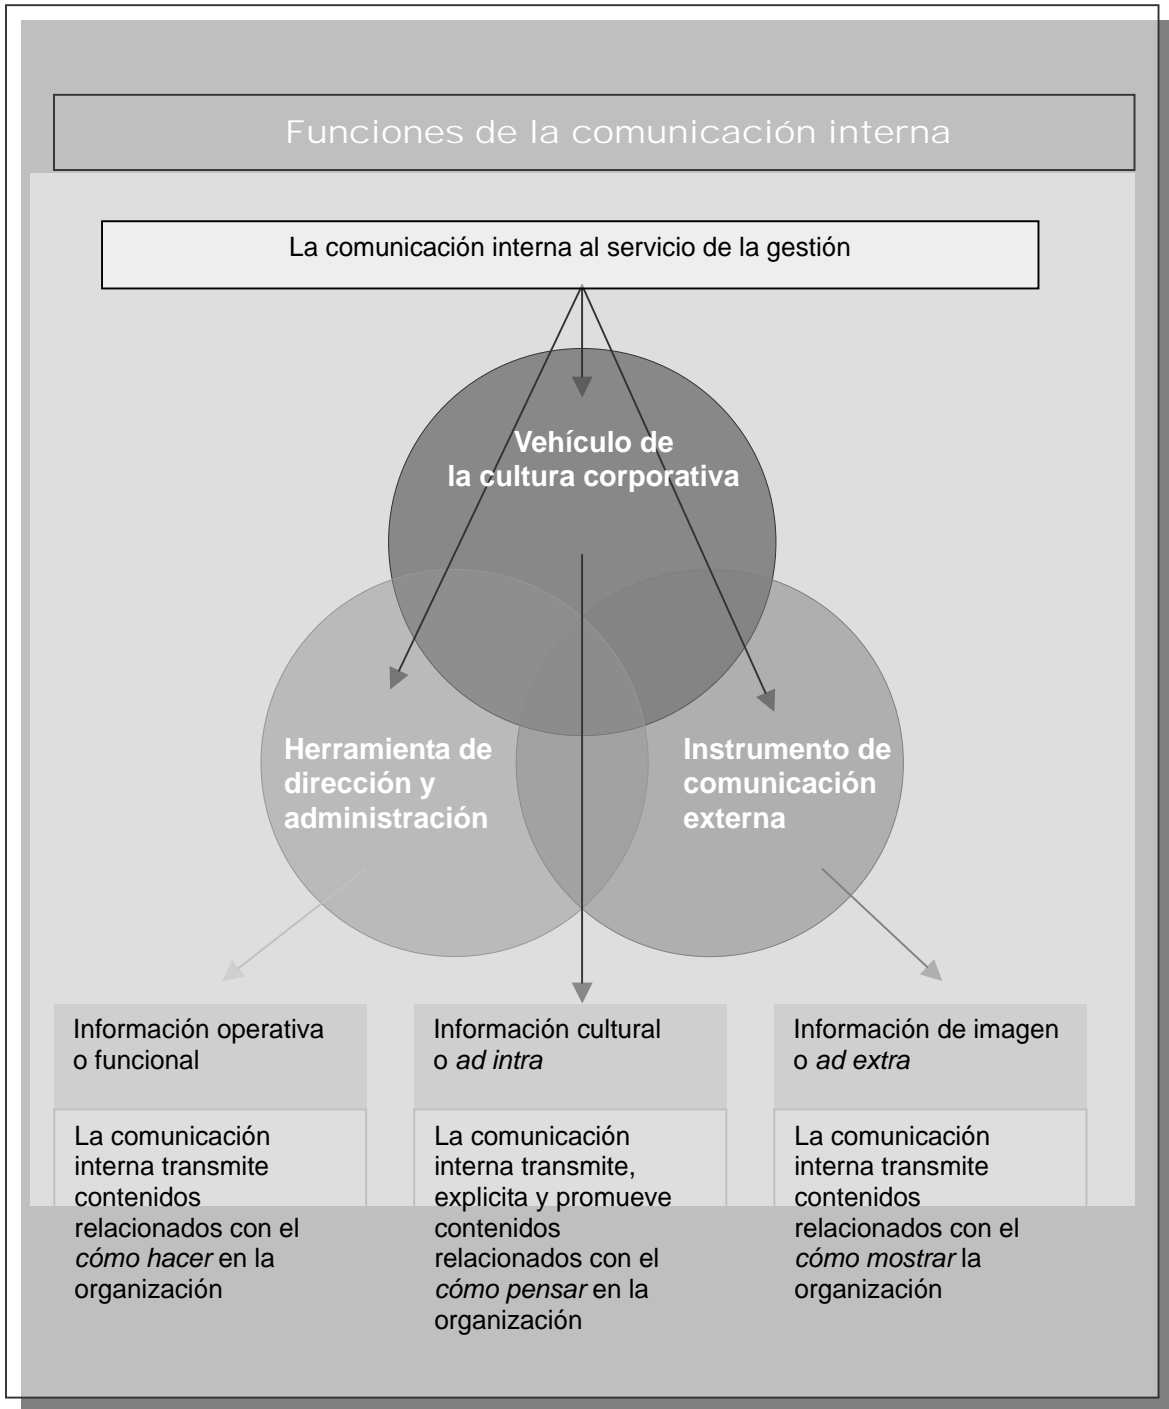 Funciones de la comunicación interna
La comunicación interna al servicio de la gestión
Vehículo de
la cultura corporativa
Herramienta de
dirección y
administración
Instrumento de
comunicación
externa
Información operativa
o funcional
La comunicación
interna transmite
contenidos
relacionados con el
cómo hacer en la
organización
Información cultural
o ad intra
La comunicación
interna transmite,
explicita y promueve
contenidos
relacionados con el
cómo pensar en la
organización
Información de imagen
o ad extra
La comunicación
interna transmite
contenidos
relacionados con el
cómo mostrar la
organización